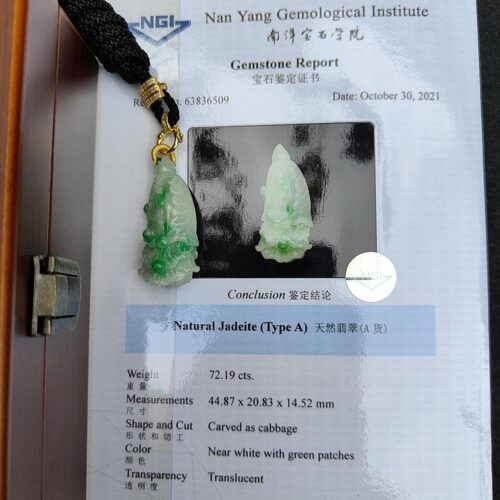 NGI
Nan Yang Gemological Institute
南洋宝石学院
Gemstone Report
宝石鉴定证书
63836509
Date: October 30, 2021
NGI
Conclusion 鉴定结论
Natural Jadeite (Type A) 天然翡翠(A 货)
Weight 72.19 cts.
重量
Measurements 44.87 x 20.83 x 14.52 mm
尺寸
Shape and Cut Carved as cabbage
形状和切工
Color Near white with green patches
颜色
Transparency Translucent
透明度